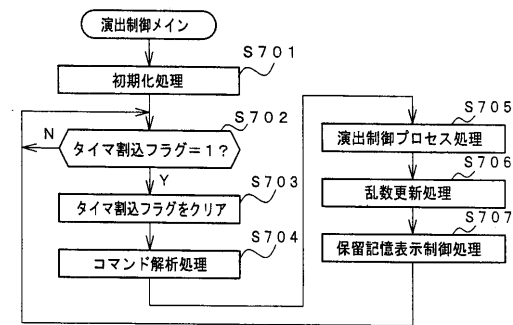 演出制御メイン
S701
初期化処理
S702
N
タイマ割込フラグ=1?
Y
S703
タイマ割込フラグをクリア
S704
コマンド解析処理
S705
演出制御プロセス処理
S706
乱数更新処理
S707
保留記憶表示制御処理